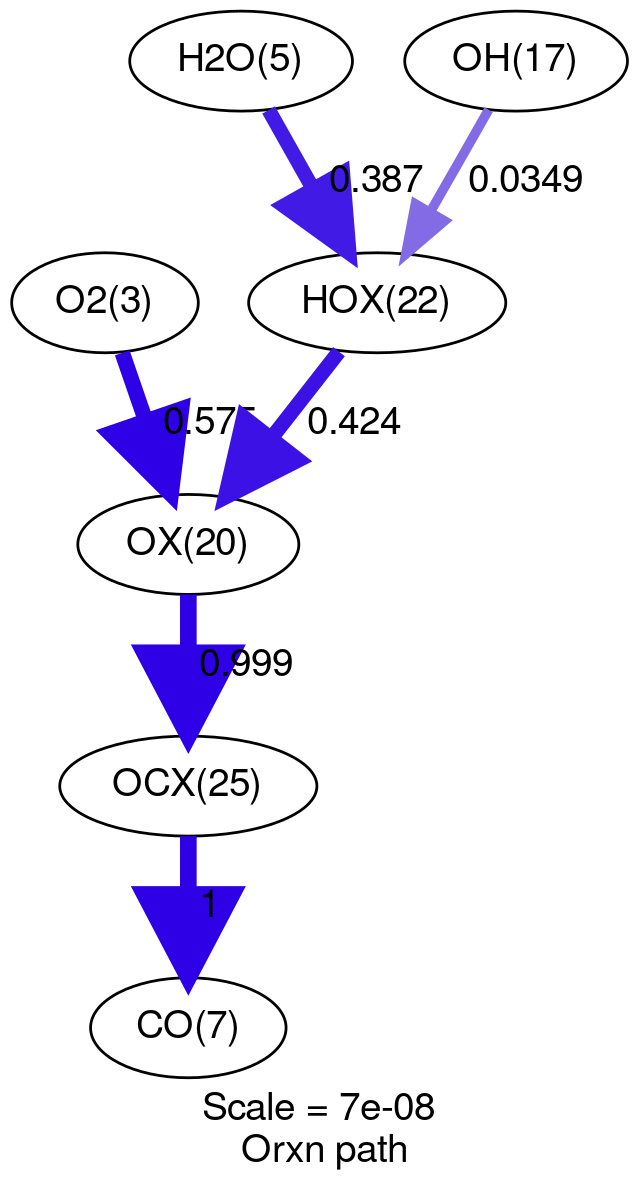 H2O(5)
OH(17)
0.387
0.0349
O2(3)
HOX(22)
0.424
OX(20)
0.999
OCX(25)
1
CO(7)
Scale = 7e-08
Orxn path